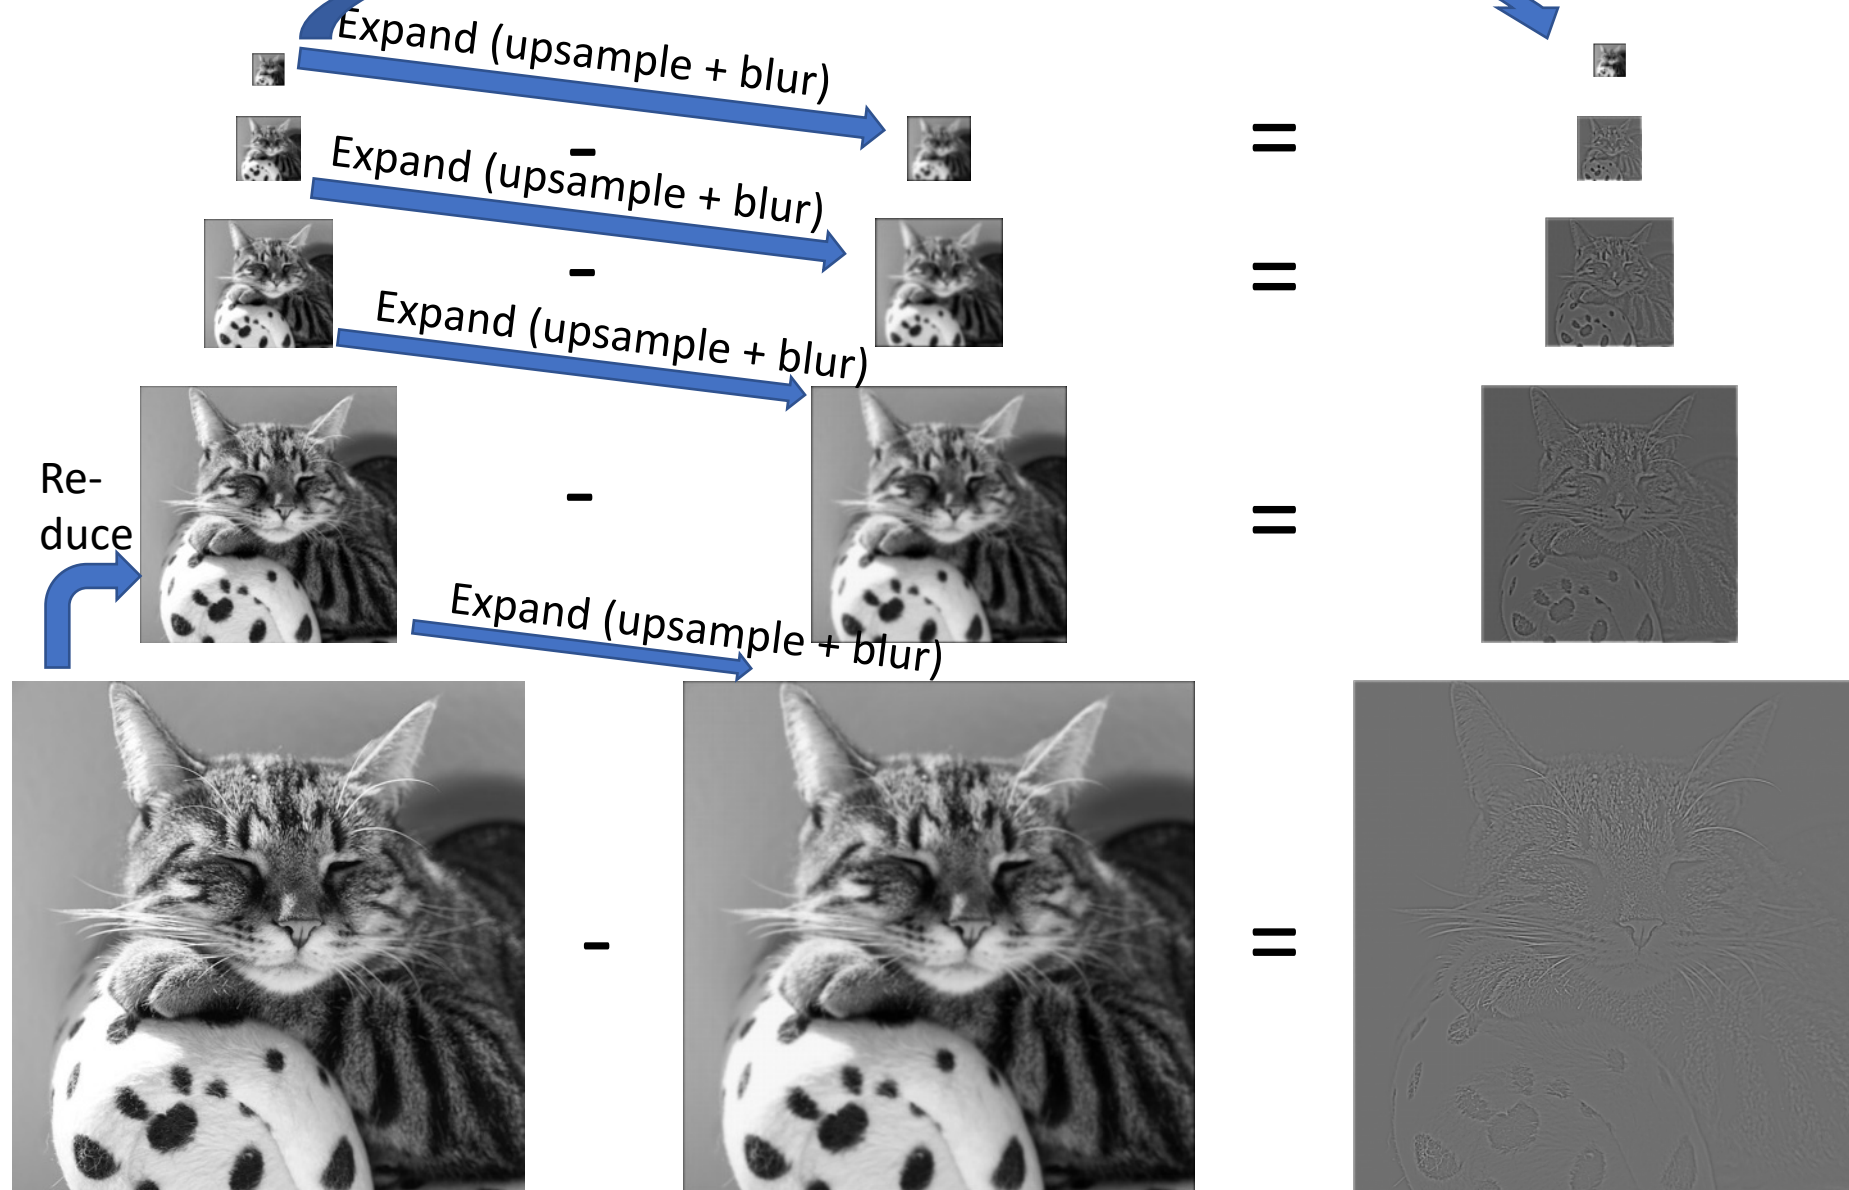 Expand (upsample + blur)
-
=
Expand (upsample + blur)
-
=
Expand (upsample + blur)
Re-
duce
-
=
Expand (upsample + blur)
-
=